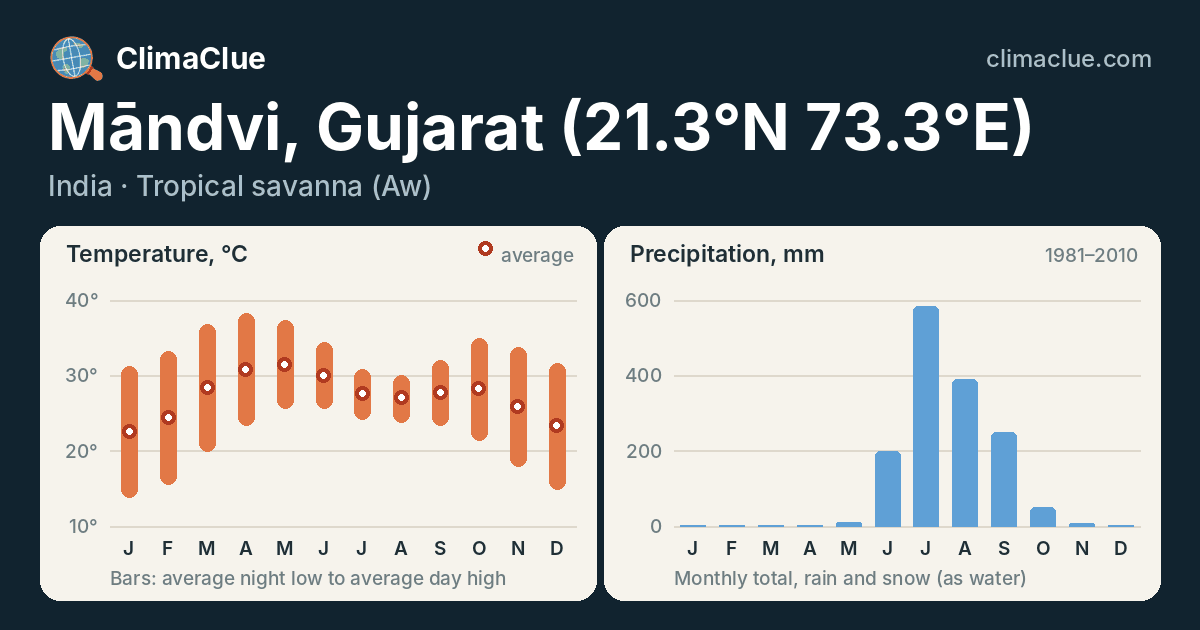 ClimaClue
climaclue.com
Māndvi, Gujarat (21.3°N 73.3°E)
India · Tropical savanna (Aw)
Temperature, °C
average
40°
30°
20°
10°
J F M A M J J A S O N D
Bars: average night low to average day high
Precipitation, mm
1981–2010
600
400
200
0
J F M A M J J A S O N D
Monthly total, rain and snow (as water)